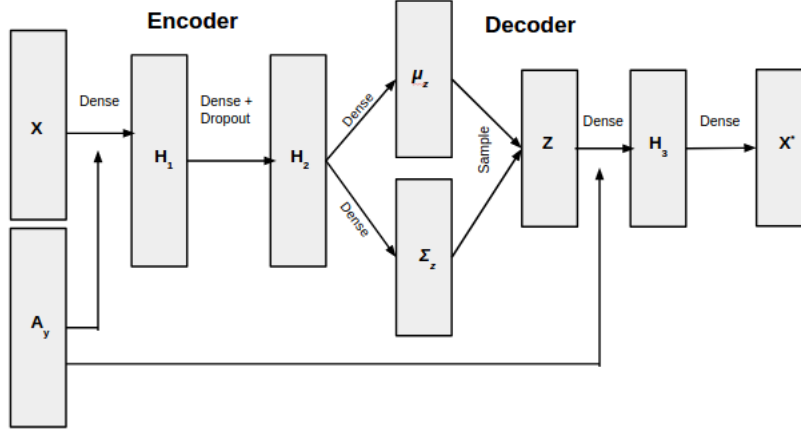 Encoder
Decoder
X
Dense
H1
Dense +
Dropout
H2
Dense
Dense
μz
Σz
Sample
Z
Dense
H3
Dense
X*
Ay